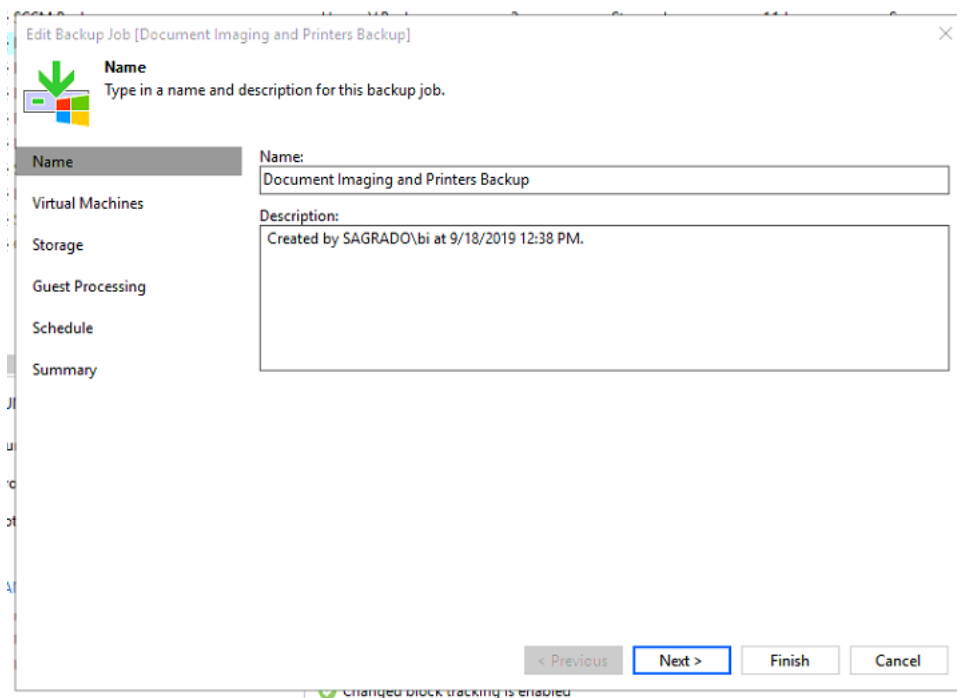 Edit Backup Job [Document Imaging and Printers Backup]
Name
Type in a name and description for this backup job.
Name
Virtual Machines
Storage
Guest Processing
Schedule
Summary
Name:
Document Imaging and Printers Backup
Description:
Created by SAGRADO\bi at 9/18/2019 12:38 PM.
< Previous
Next >
Finish
Cancel
Changed block tracking is enabled